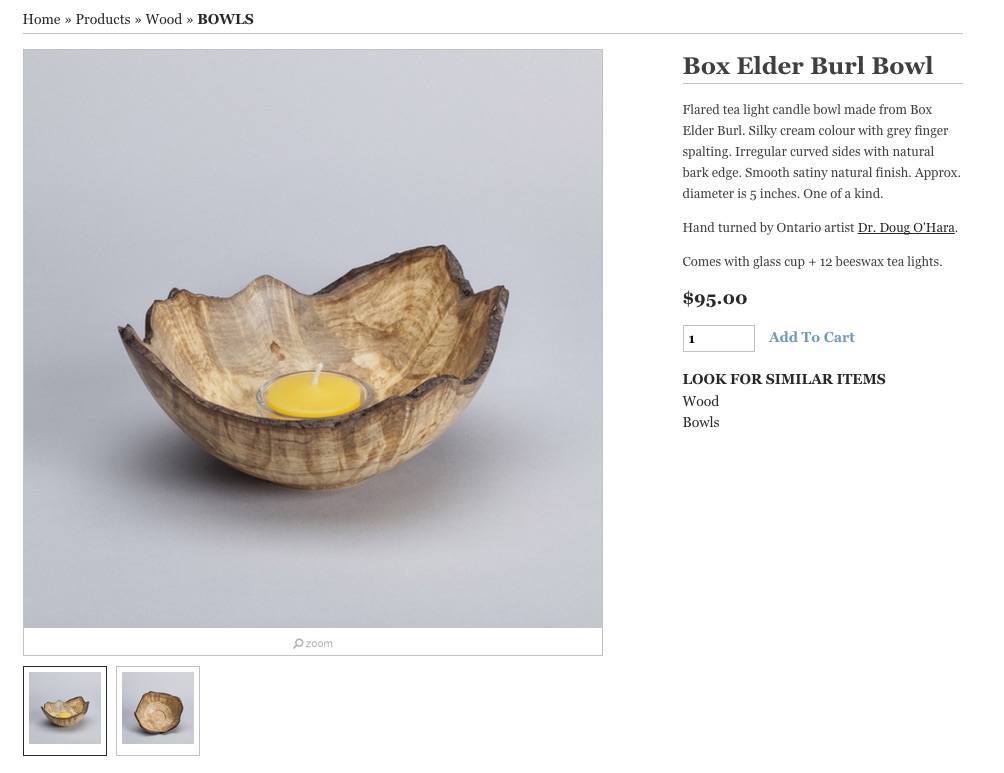 Home » Products » Wood » BOWLS
Box Elder Burl Bowl
Flared tea light candle bowl made from Box
Elder Burl. Silky cream colour with grey finger
spalting. Irregular curved sides with natural
bark edge. Smooth satiny natural finish. Approx.
diameter is 5 inches. One of a kind.
Hand turned by Ontario artist Dr. Doug O'Hara.
Comes with glass cup + 12 beeswax tea lights.
$95.00
1 Add To Cart
LOOK FOR SIMILAR ITEMS
Wood
Bowls
zoom